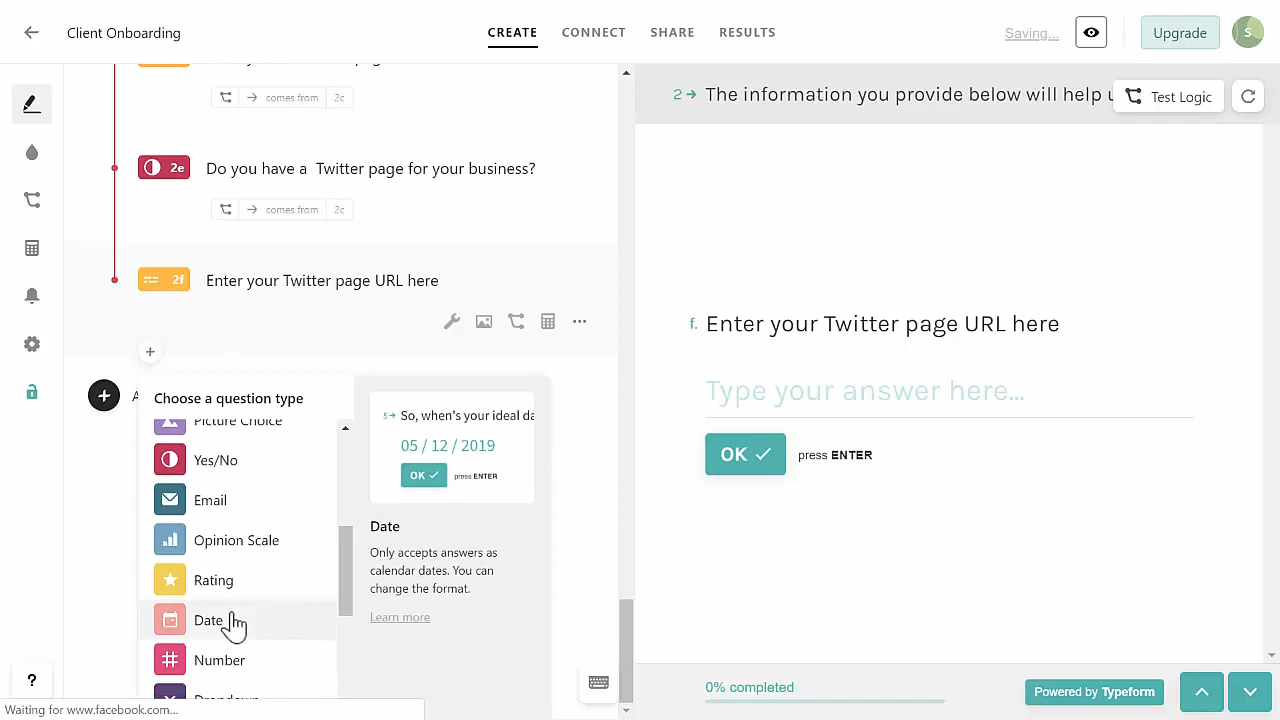 Client Onboarding
CREATE
CONNECT
SHARE
RESULTS
Saving...
Upgrade
S
comes from
2c
2e
Do you have a Twitter page for your business?
comes from
2c
2f
Enter your Twitter page URL here
Choose a question type
Picture Choice
Yes/No
Email
Opinion Scale
Rating
Date
Number
5
So, when's your ideal da
05 / 12 / 2019
OK
press ENTER
Date
Only accepts answers as
calendar dates. You can
change the format.
Learn more
?
Waiting for www.facebook.com...
2
The information you provide below will help
Test Logic
f.
Enter your Twitter page URL here
Type your answer here...
OK
press ENTER
0% completed
Powered by Typeform